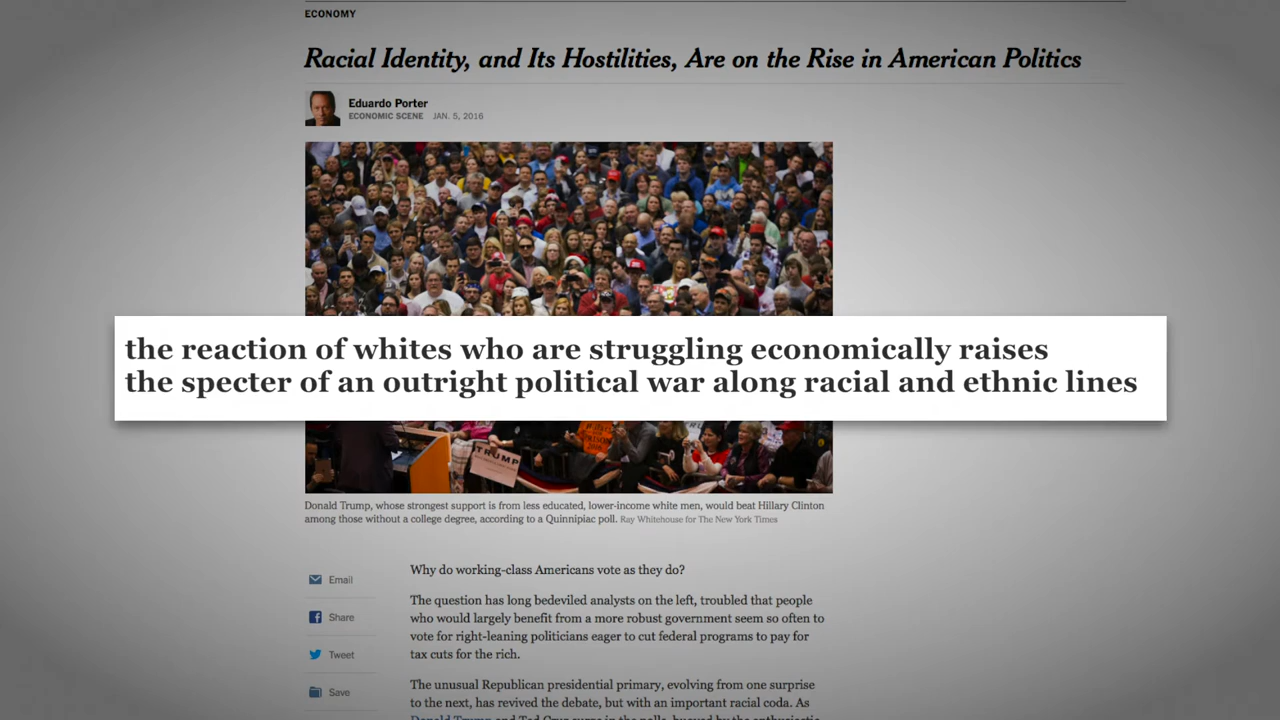 ECONOMY
Racial Identity, and Its Hostilities, Are on the Rise in American Politics
Eduardo Porter
ECONOMIC SCENE JAN. 5, 2016
the reaction of whites who are struggling economically raises
the specter of an outright political war along racial and ethnic lines
TRUMP
Donald Trump, whose strongest support is from less educated, lower-income white men, would beat Hillary Clinton
among those without a college degree, according to a Quinnipiac poll. Ray Whitehouse for The New York Times
Why do working-class Americans vote as they do?
Email
The question has long bedeviled analysts on the left, troubled that people
who would largely benefit from a more robust government seem so often to
Share
vote for right-leaning politicians eager to cut federal programs to pay for
tax cuts for the rich.
Tweet
The unusual Republican presidential primary, evolving from one surprise
Save
to the next, has revived the debate, but with an important racial coda. As